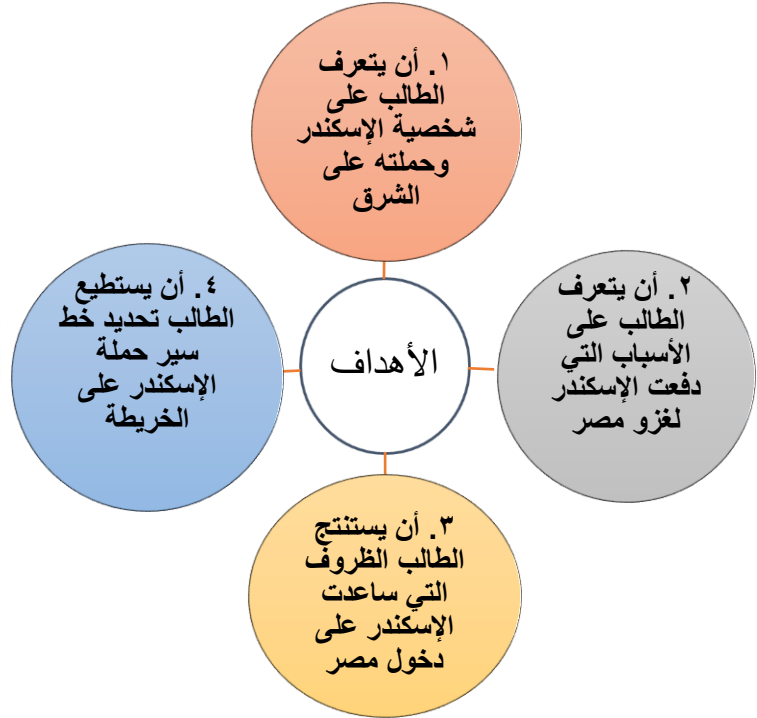 ١. أن يتعرف
الطالب على
شخصية الإسكندر
وحملته على
الشرق
٢. أن يتعرف
الطالب على
الأسباب التي
دفعت الإسكندر
لغزو مصر
٣. أن يستنتج
الطالب الظروف
التي ساعدت
الإسكندر على
دخول مصر
٤. أن يستطيع
الطالب تحديد خط
سير حملة
الإسكندر على
الخريطة
الأهداف